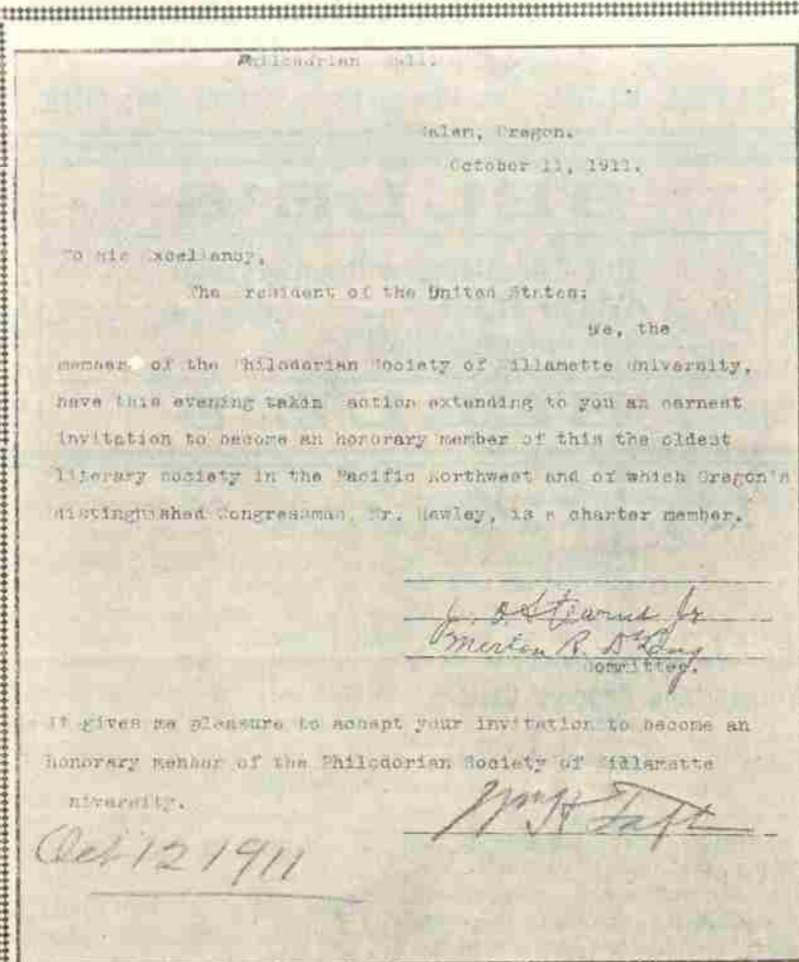 Philodorian Hall.
Salem, Oregon.
October 11, 1911.
To his Excellency,
The President of the United States:
We, the
member of the Philodorian Society of Willamette University,
have this evening takin action extending to you an earnest
invitation to become an honorary member of this the oldest
literary society in the Pacific Northwest and of which Oregon's
distinguished Congressman, Mr. Hawley, is a charter member.
J. O. Stearns Jr
Merton R. DeLong
Committee.
It gives me pleasure to accept your invitation to become an
honorary member of the Philodorian Society of Willamette
University.
Wm H Taft
Oct 12 1911